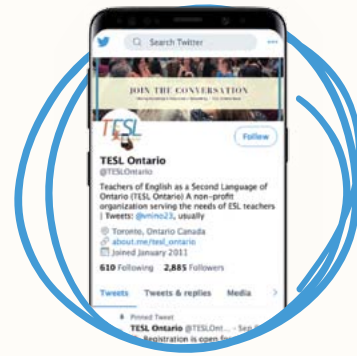 Search Twitter
JOIN THE CONVERSATION
TESL
Follow
TESL Ontario
@TESLOntario
Teachers of English as a Second Language of
Ontario (TESL Ontario) A non-profit
organization serving the needs of ESL teachers
| Tweets: @vnino23, usually
Toronto, Ontario Canada
about.me/tesl_ontario
Joined January 2011
610 Following 2,885 Followers
Tweets Tweets & replies Media
Pinned Tweet
TESL Ontario @TESLOnt... - Sep
Registration is open for